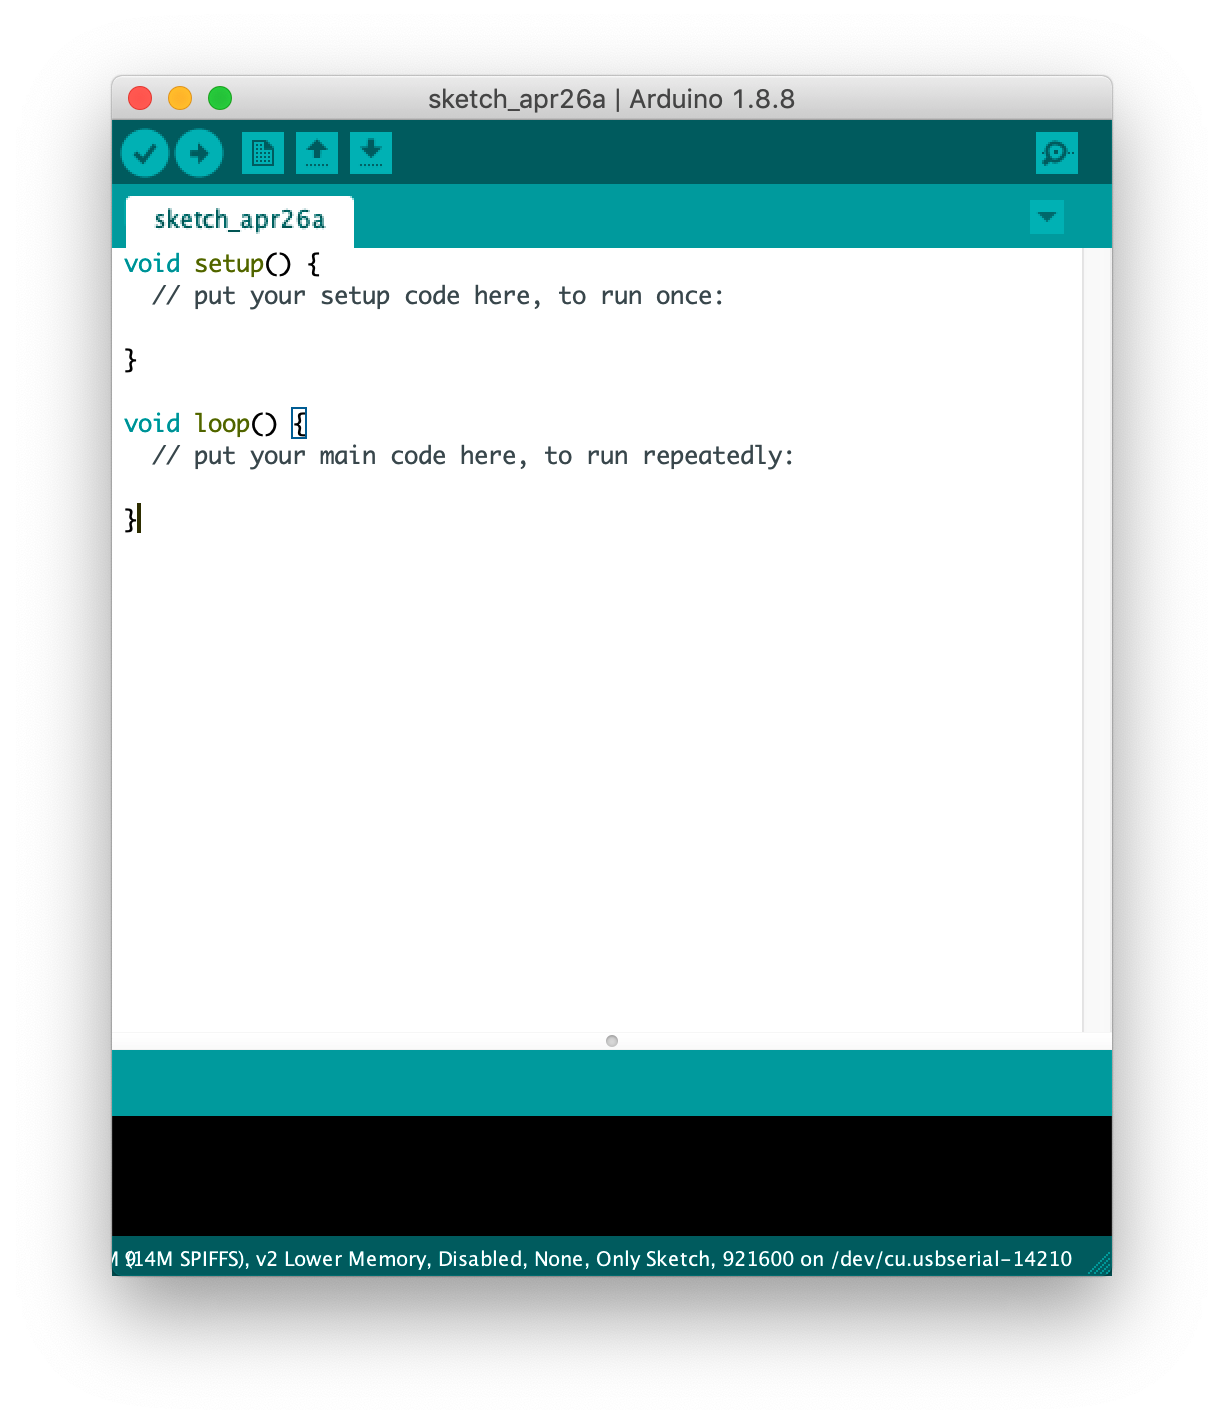 sketch_apr26a | Arduino 1.8.8
sketch_apr26a
void setup() {
  // put your setup code here, to run once:
}
void loop() {
  // put your main code here, to run repeatedly:
}
SPIFFS), v2 Lower Memory, Disabled, None, Only Sketch, 921600 on /dev/cu.usbserial-14210